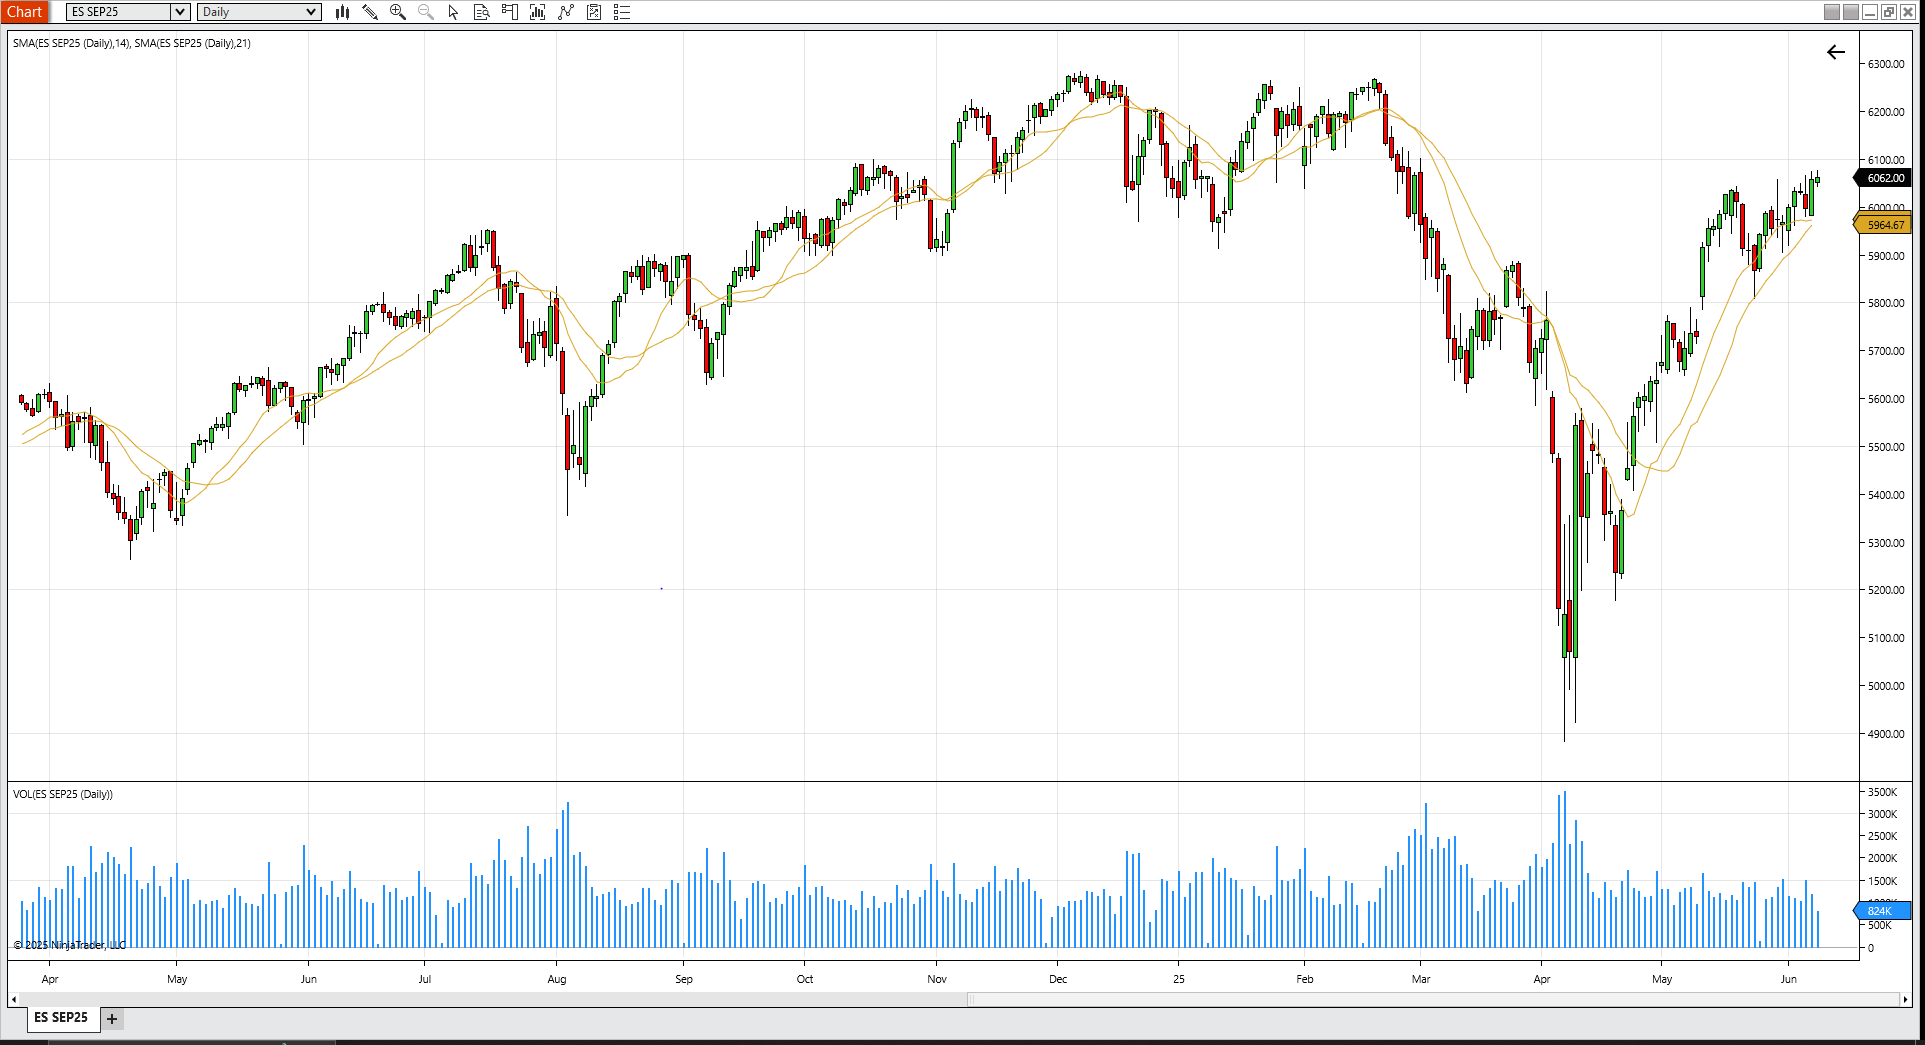 Chart
ES SEP25
Daily
SMA(ES SEP25 (Daily),14), SMA(ES SEP25 (Daily),21)
6300.00
6200.00
6100.00
6062.00
6000.00
5964.67
5900.00
5800.00
5700.00
5600.00
5500.00
5400.00
5300.00
5200.00
5100.00
5000.00
4900.00
VOL(ES SEP25 (Daily))
3500K
3000K
2500K
2000K
1500K
824K
500K
0
© 2025 NinjaTrader, LLC
Apr May Jun Jul Aug Sep Oct Nov Dec 25 Feb Mar Apr May Jun
ES SEP25